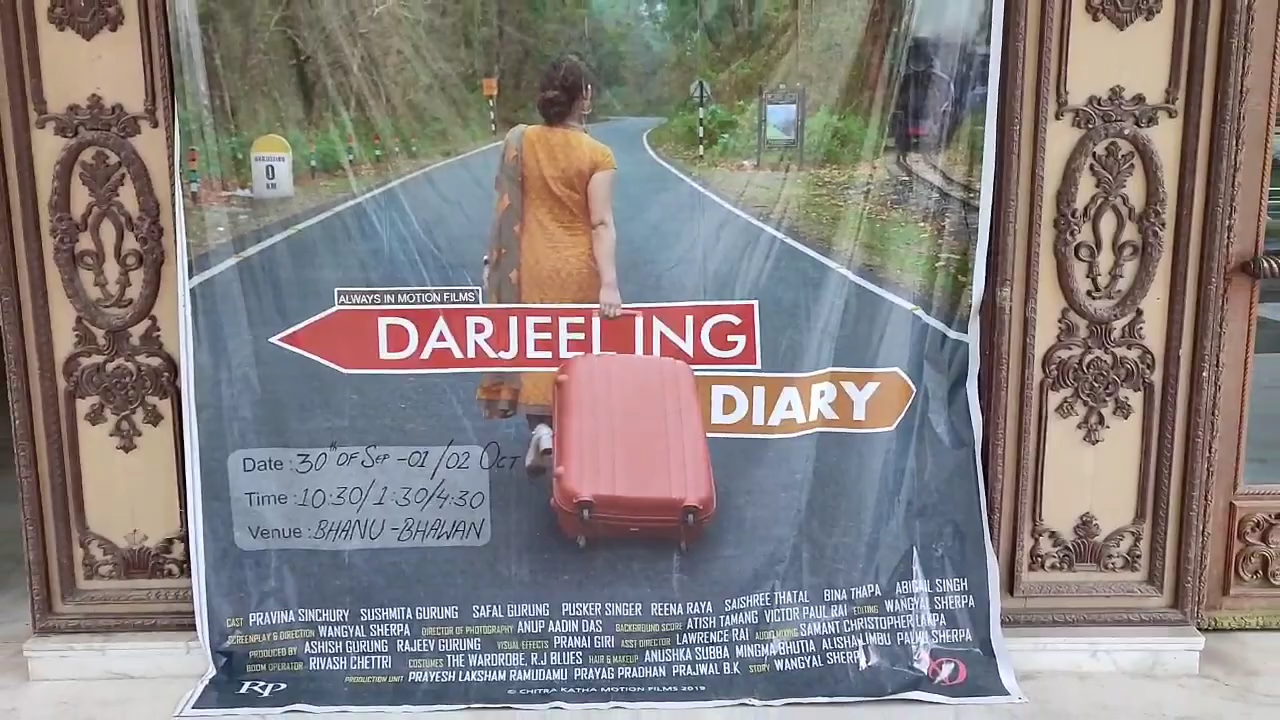 DARJEELING
0
KM
ALWAYS IN MOTION FILMS
DARJEELING
DIARY
Date : 30th OF SEP - 01/02 OCT
Time : 10:30/1:30/4:30
Venue : BHANU-BHAWAN
CAST PRAVINA SINCHURY SUSHMITA GURUNG SAFAL GURUNG PUSKER SINGER REENA RAYA SAISHREE THATAL BINA THAPA ABIGAIL SINGH
SCREENPLAY & DIRECTION WANGYAL SHERPA DIRECTOR OF PHOTOGRAPHY ANUP AADIN DAS BACKGROUND SCORE ATISH TAMANG VICTOR PAUL RAI EDITING WANGYAL SHERPA
PRODUCED BY ASHISH GURUNG RAJEEV GURUNG VISUAL EFFECTS PRANAI GIRI ASST DIRECTOR LAWRENCE RAI AUDIO MIXING SAMANT CHRISTOPHER LAKPA
BOOM OPERATOR RIVASH CHETTRI COSTUMES THE WARDROBE, R.J BLUES HAIR & MAKEUP ANUSHKA SUBBA MINGMA BHUTIA ALISHA LIMBU PALMU SHERPA
PRODUCTION UNIT PRAYESH LAKSHAM RAMUDAMU PRAYAG PRADHAN PRAJWAL B.K STORY WANGYAL SHERPA
RP
© CHITRA KATHA MOTION FILMS 2019